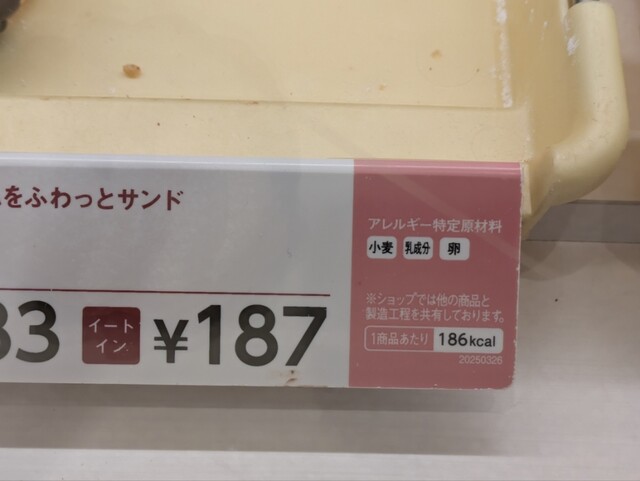 をふわっとサンド
アレルギー特定原材料
小麦 乳成分 卵
※ショップでは他の商品と
製造工程を共有しております。
83 イートイン ¥187
1商品あたり 186kcal
20250326